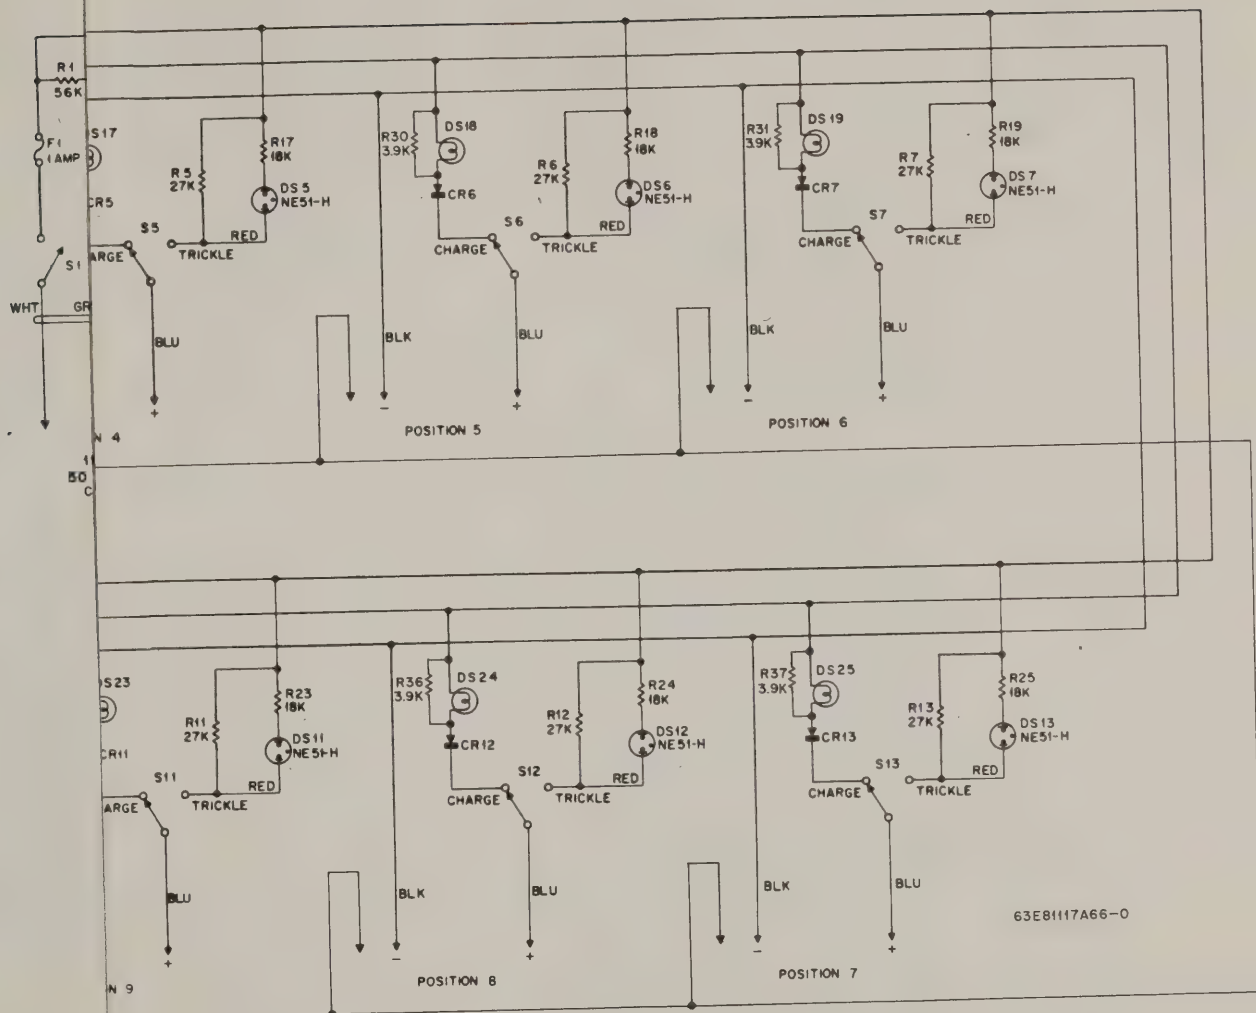 R1
56K
F1
1 AMP
S1
WHT
GR
S17
CR5
R5
27K
R17
18K
DS5
NE51-H
S5
ARGE
TRICKLE
RED
BLU
+
N 4
R30
3.9K
DS18
CR6
R6
27K
R18
18K
DS6
NE51-H
S6
CHARGE
TRICKLE
RED
BLK
BLU
-
+
POSITION 5
R31
3.9K
DS19
CR7
R7
27K
R19
18K
DS7
NE51-H
S7
CHARGE
TRICKLE
RED
BLK
BLU
-
+
POSITION 6
50
C
DS23
CR11
R11
27K
R23
18K
DS11
NE51-H
S11
ARGE
TRICKLE
RED
BLU
+
N 9
R36
3.9K
DS24
CR12
R12
27K
R24
18K
DS12
NE51-H
S12
CHARGE
TRICKLE
RED
BLK
BLU
-
+
POSITION 8
R37
3.9K
DS25
CR13
R13
27K
R25
18K
DS13
NE51-H
S13
CHARGE
TRICKLE
RED
BLK
BLU
-
+
POSITION 7
63E81117A66-0